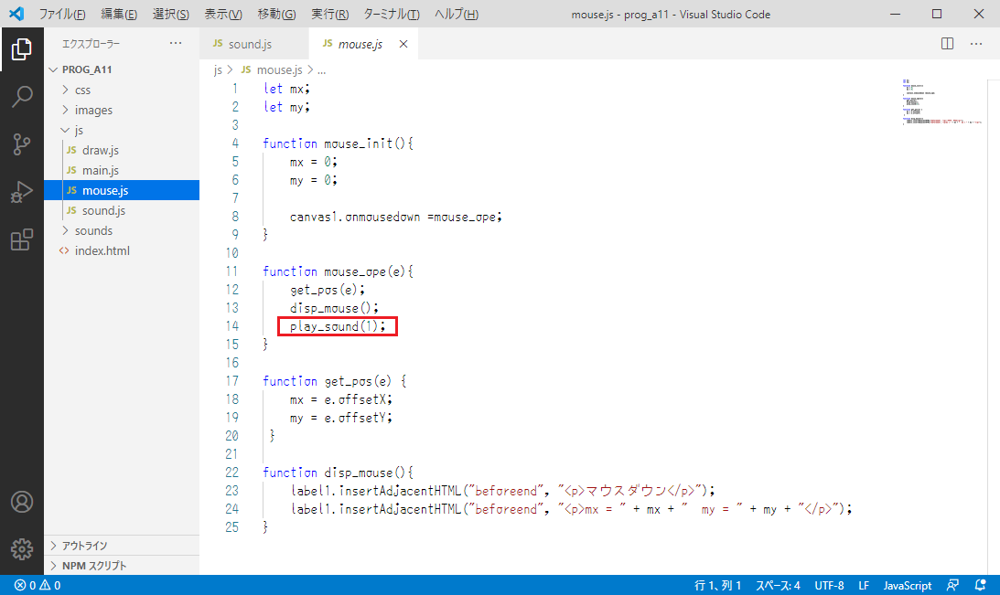 ファイル(F) 編集(E) 選択(S) 表示(V) 移動(G) 実行(R) ターミナル(T) ヘルプ(H) mouse.js - prog_a11 - Visual Studio Code
エクスプローラー ...
PROG_A11
css
images
js
JS draw.js
JS main.js
JS mouse.js
JS sound.js
sounds
<> index.html
アウトライン
NPM スクリプト
JS sound.js JS mouse.js
js > JS mouse.js > ...
1 let mx;
2 let my;
3
4 function mouse_init(){
5 mx = 0;
6 my = 0;
7
8 canvas1.onmousedown =mouse_ope;
9 }
10
11 function mouse_ope(e){
12 get_pos(e);
13 disp_mouse();
14 play_sound(1);
15 }
16
17 function get_pos(e) {
18 mx = e.offsetX;
19 my = e.offsetY;
20 }
21
22 function disp_mouse(){
23 label1.insertAdjacentHTML("beforeend", "<p>マウスダウン</p>");
24 label1.insertAdjacentHTML("beforeend", "<p>mx = " + mx + "  my = " + my + "</p>");
25 }
0 0 行 1、列 1 スペース: 4 UTF-8 LF JavaScript